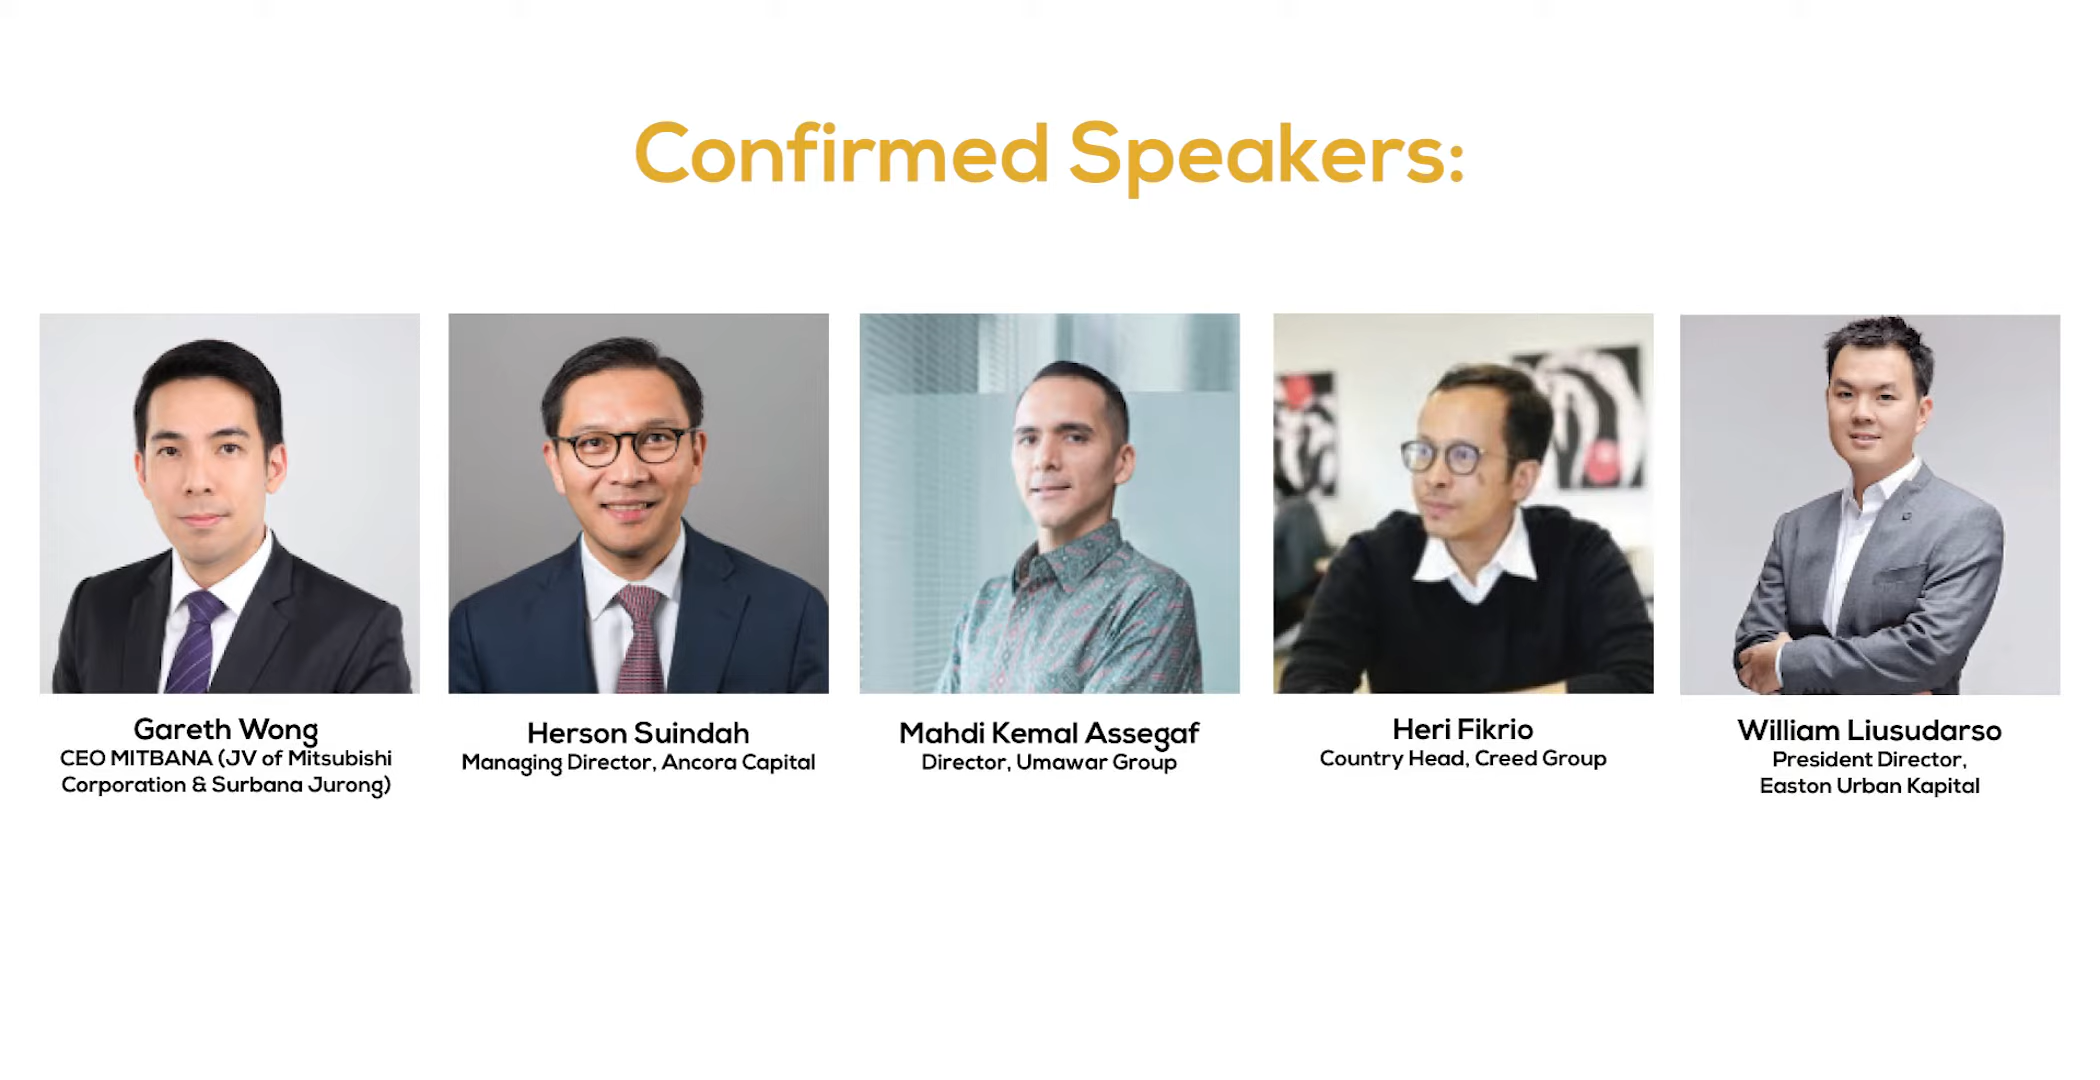 Confirmed Speakers:
Gareth Wong
CEO MITBANA (JV of Mitsubishi
Corporation & Surbana Jurong)
Herson Suindah
Managing Director, Ancora Capital
Mahdi Kemal Assegaf
Director, Umawar Group
Heri Fikrio
Country Head, Creed Group
William Liusudarso
President Director,
Easton Urban Kapital